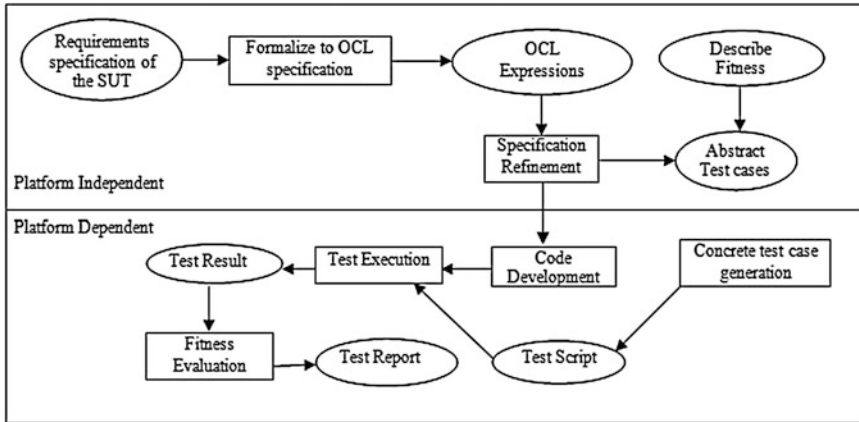 Requirements
specification of
the SUT
Formalize to OCL
specification
OCL
Expressions
Describe
Fitness
Specification
Refinement
Abstract
Test cases
Platform Independent
Platform Dependent
Test Result
Test Execution
Code
Development
Concrete test case
generation
Fitness
Evaluation
Test Report
Test Script